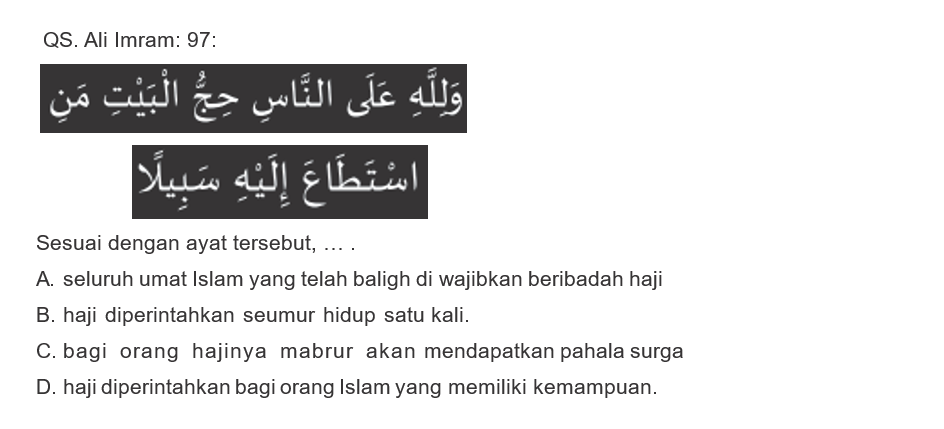 QS. Ali Imram: 97:
وَلِلَّهِ عَلَى النَّاسِ حِجُّ الْبَيْتِ مَنِ
اسْتَطَاعَ إِلَيْهِ سَبِيلًا
Sesuai dengan ayat tersebut, ... .
A. seluruh umat Islam yang telah baligh di wajibkan beribadah haji
B. haji diperintahkan seumur hidup satu kali.
C. bagi orang hajinya mabrur akan mendapatkan pahala surga
D. haji diperintahkan bagi orang Islam yang memiliki kemampuan.